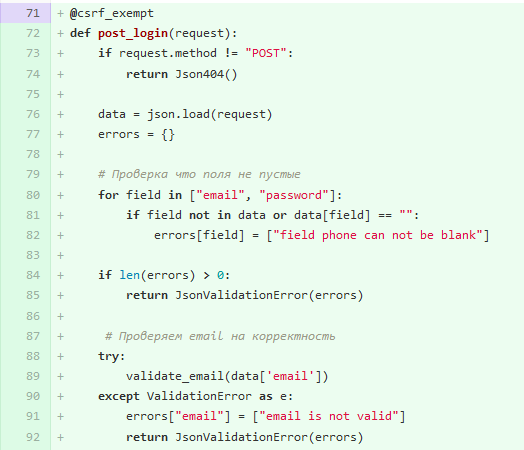 71 + @csrf_exempt
72 + def post_login(request):
73 +     if request.method != "POST":
74 +         return Json404()
75 +
76 +     data = json.load(request)
77 +     errors = {}
78 +
79 +     # Проверка что поля не пустые
80 +     for field in ["email", "password"]:
81 +         if field not in data or data[field] == "":
82 +             errors[field] = ["field phone can not be blank"]
83 +
84 +     if len(errors) > 0:
85 +         return JsonValidationError(errors)
86 +
87 +      # Проверяем email на корректность
88 +     try:
89 +         validate_email(data['email'])
90 +     except ValidationError as e:
91 +         errors["email"] = ["email is not valid"]
92 +         return JsonValidationError(errors)